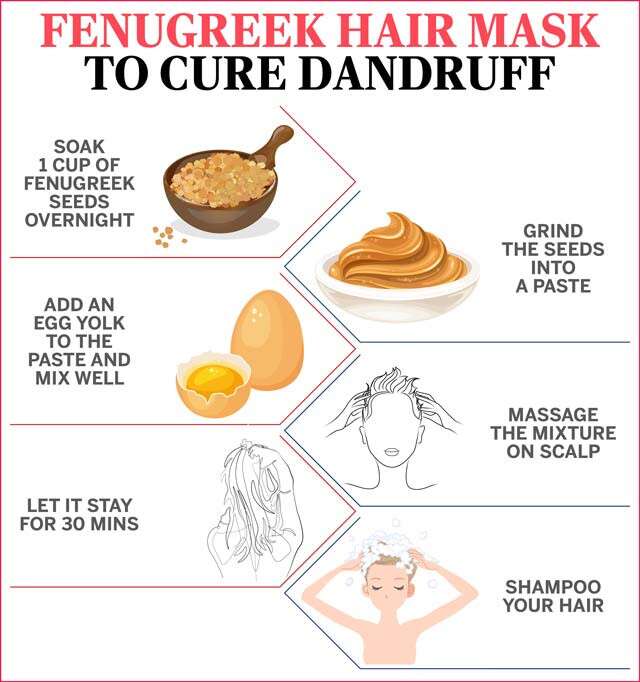 FENUGREEK HAIR MASK
TO CURE DANDRUFF
SOAK
1 CUP OF
FENUGREEK
SEEDS
OVERNIGHT
GRIND
THE SEEDS
INTO
A PASTE
ADD AN
EGG YOLK
TO THE
PASTE AND
MIX WELL
MASSAGE
THE MIXTURE
ON SCALP
LET IT STAY
FOR 30 MINS
SHAMPOO
YOUR HAIR